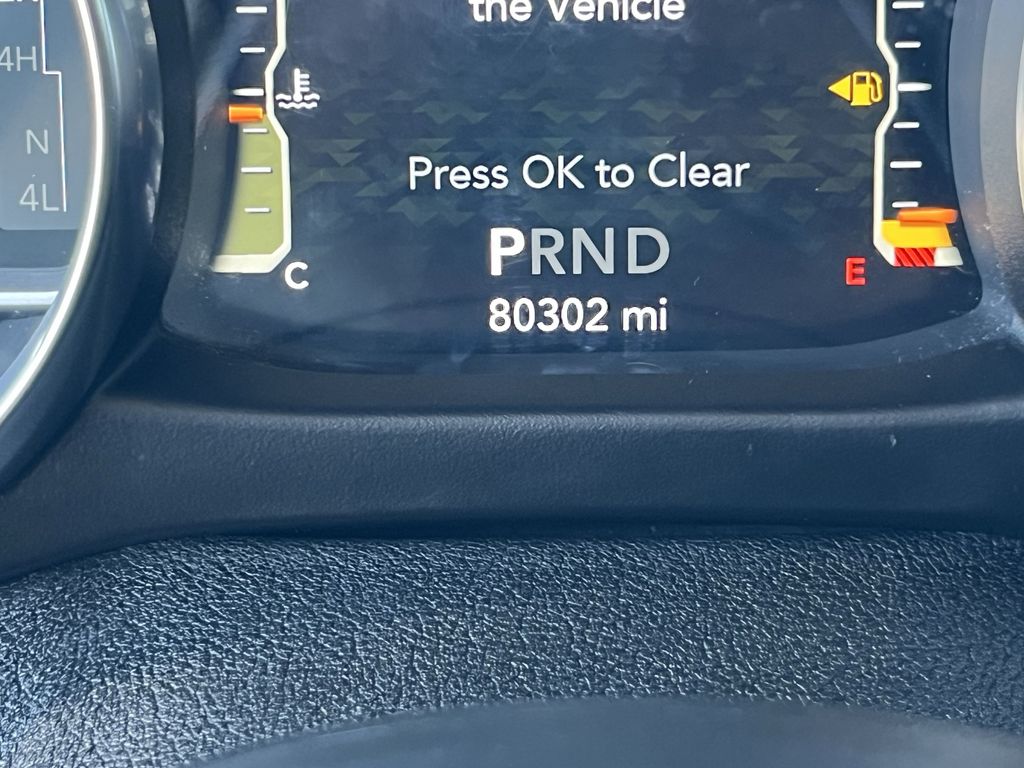 the Vehicle
4H
N
4L
Press OK to Clear
PRND
C
E
80302 mi